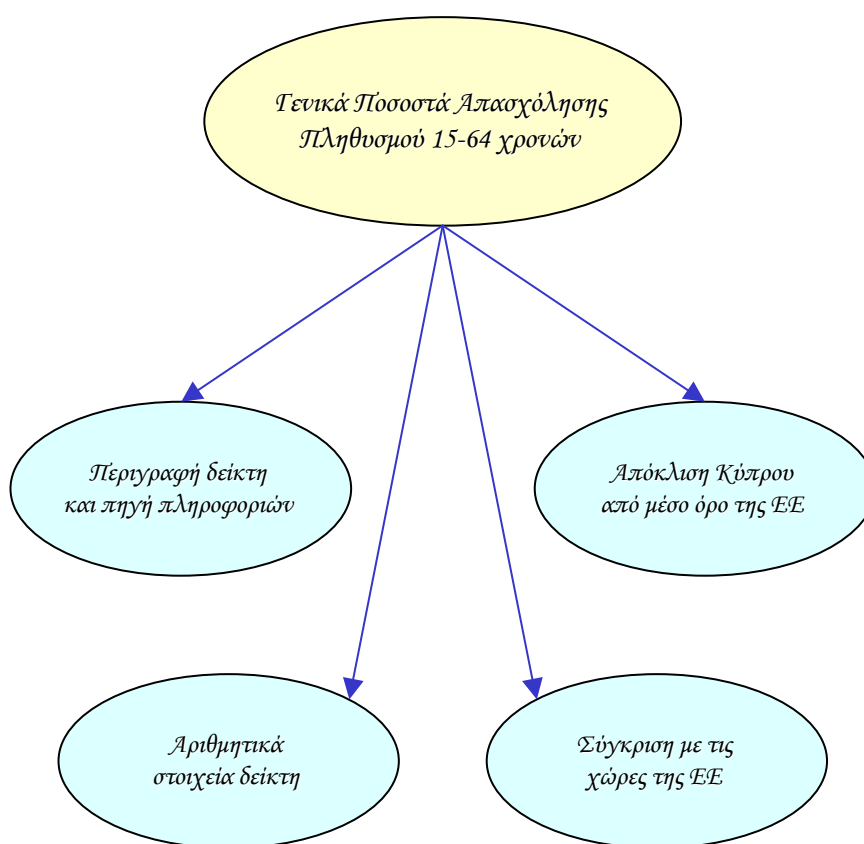 Γενικά Ποσοστά Απασχόλησης
Πληθυσμού 15-64 χρονών
Περιγραφή δείκτη
και πηγή πληροφοριών
Απόκλιση Κύπρου
από μέσο όρο της ΕΕ
Αριθμητικά
στοιχεία δείκτη
Σύγκριση με τις
χώρες της ΕΕ